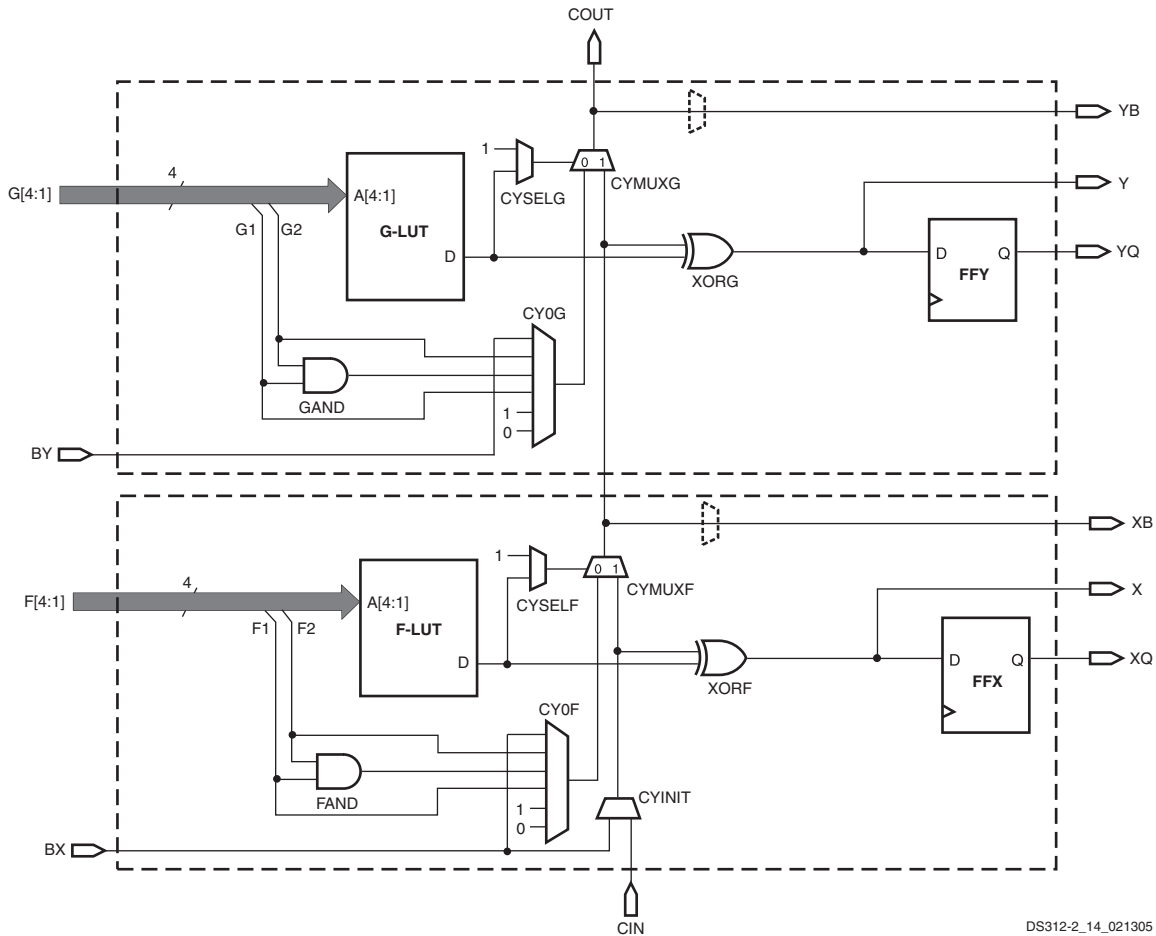 COUT
YB
1
0 1
CYMUXG
Y
CYSELG
4
G[4:1]
A[4:1]
G-LUT
G1 G2
D
XORG
D Q
FFY
YQ
CY0G
GAND
1
0
BY
XB
1
0 1
CYMUXF
X
CYSELF
4
F[4:1]
A[4:1]
F-LUT
F1 F2
D
XORF
D Q
FFX
XQ
CY0F
FAND
1
0
CYINIT
BX
CIN
DS312-2_14_021305